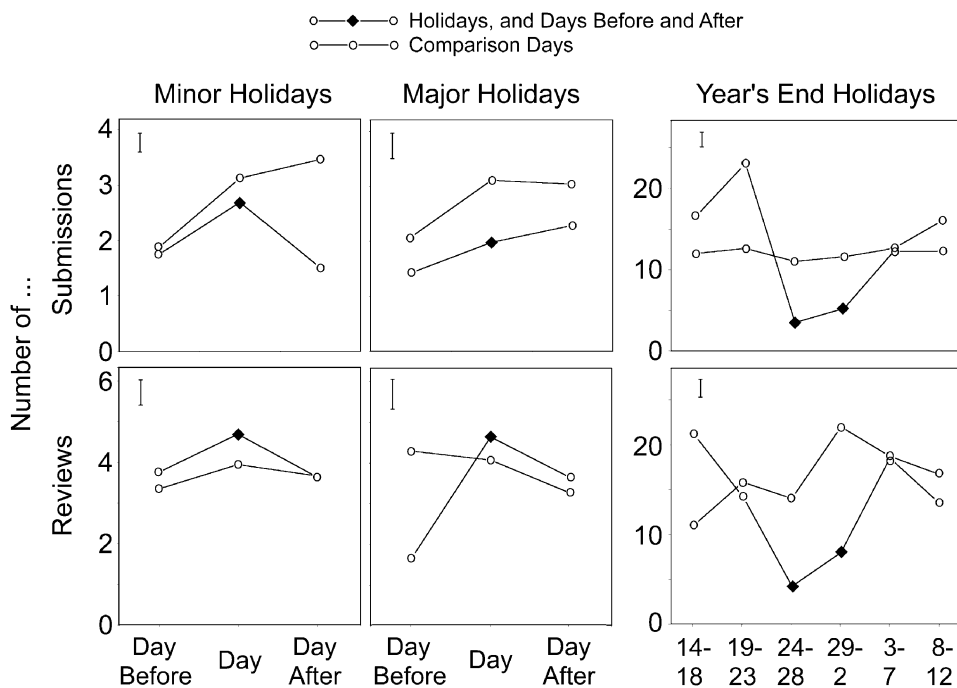 Holidays, and Days Before and After
Comparison Days
Minor Holidays
Major Holidays
Year's End Holidays
Number of ...
Submissions
4
3
2
1
0
20
10
0
Reviews
6
4
2
0
20
10
0
Day Before
Day
Day After
Day Before
Day
Day After
14-18
19-23
24-28
29-2
3-7
8-12